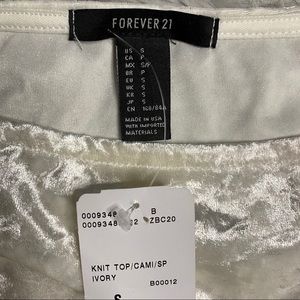 FOREVER 21
US S
CA P
MX S/P
BR P
EU S
UK S
KR S
JP S
CN 160/84A
MADE IN USA
WITH IMPORTED
MATERIALS
B
ZBC20
KNIT TOP/CAMI/SP
IVORY
B00012
S